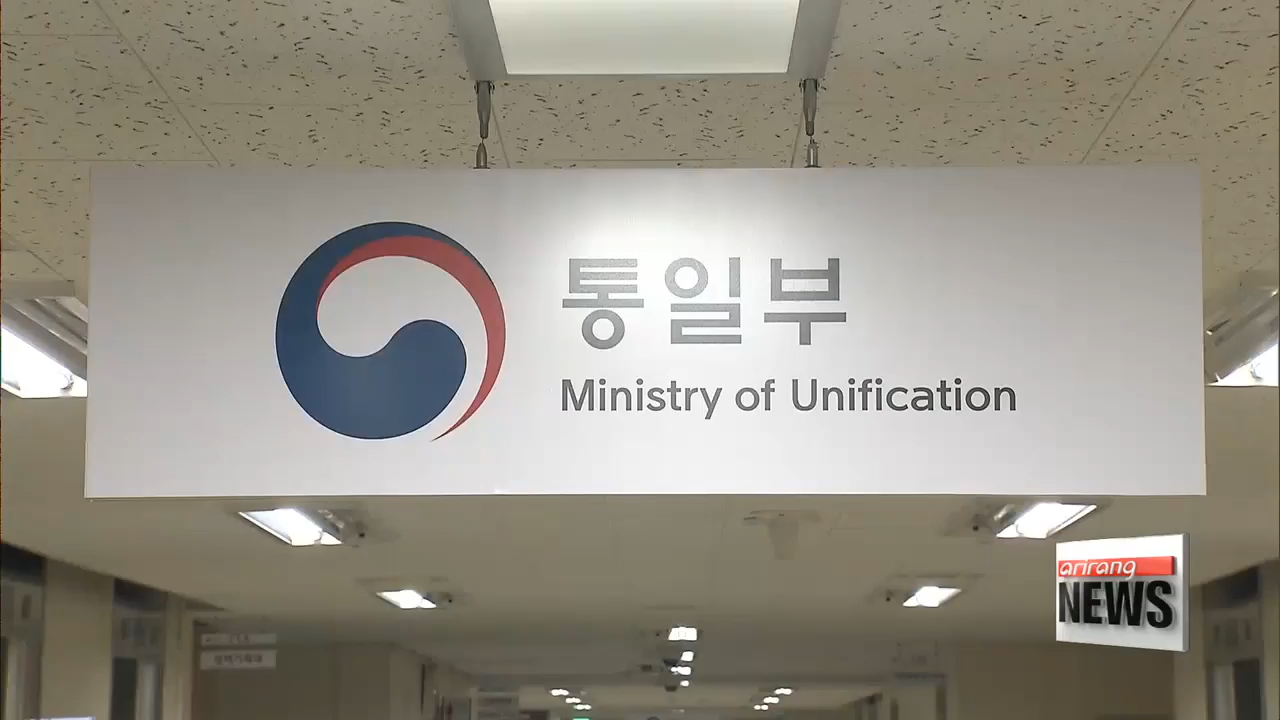 통일부
Ministry of Unification
arirang
NEWS